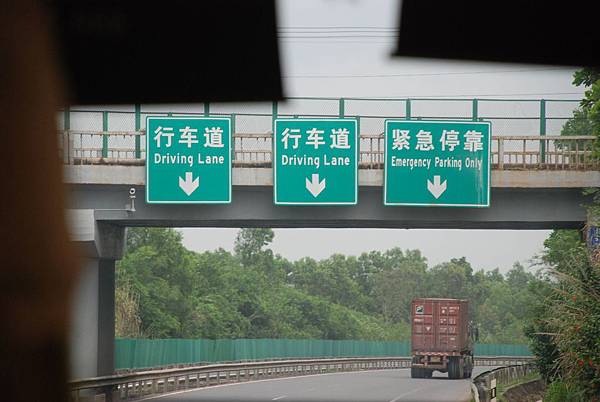 行车道
Driving Lane
行车道
Driving Lane
紧急停靠
Emergency Parking Only